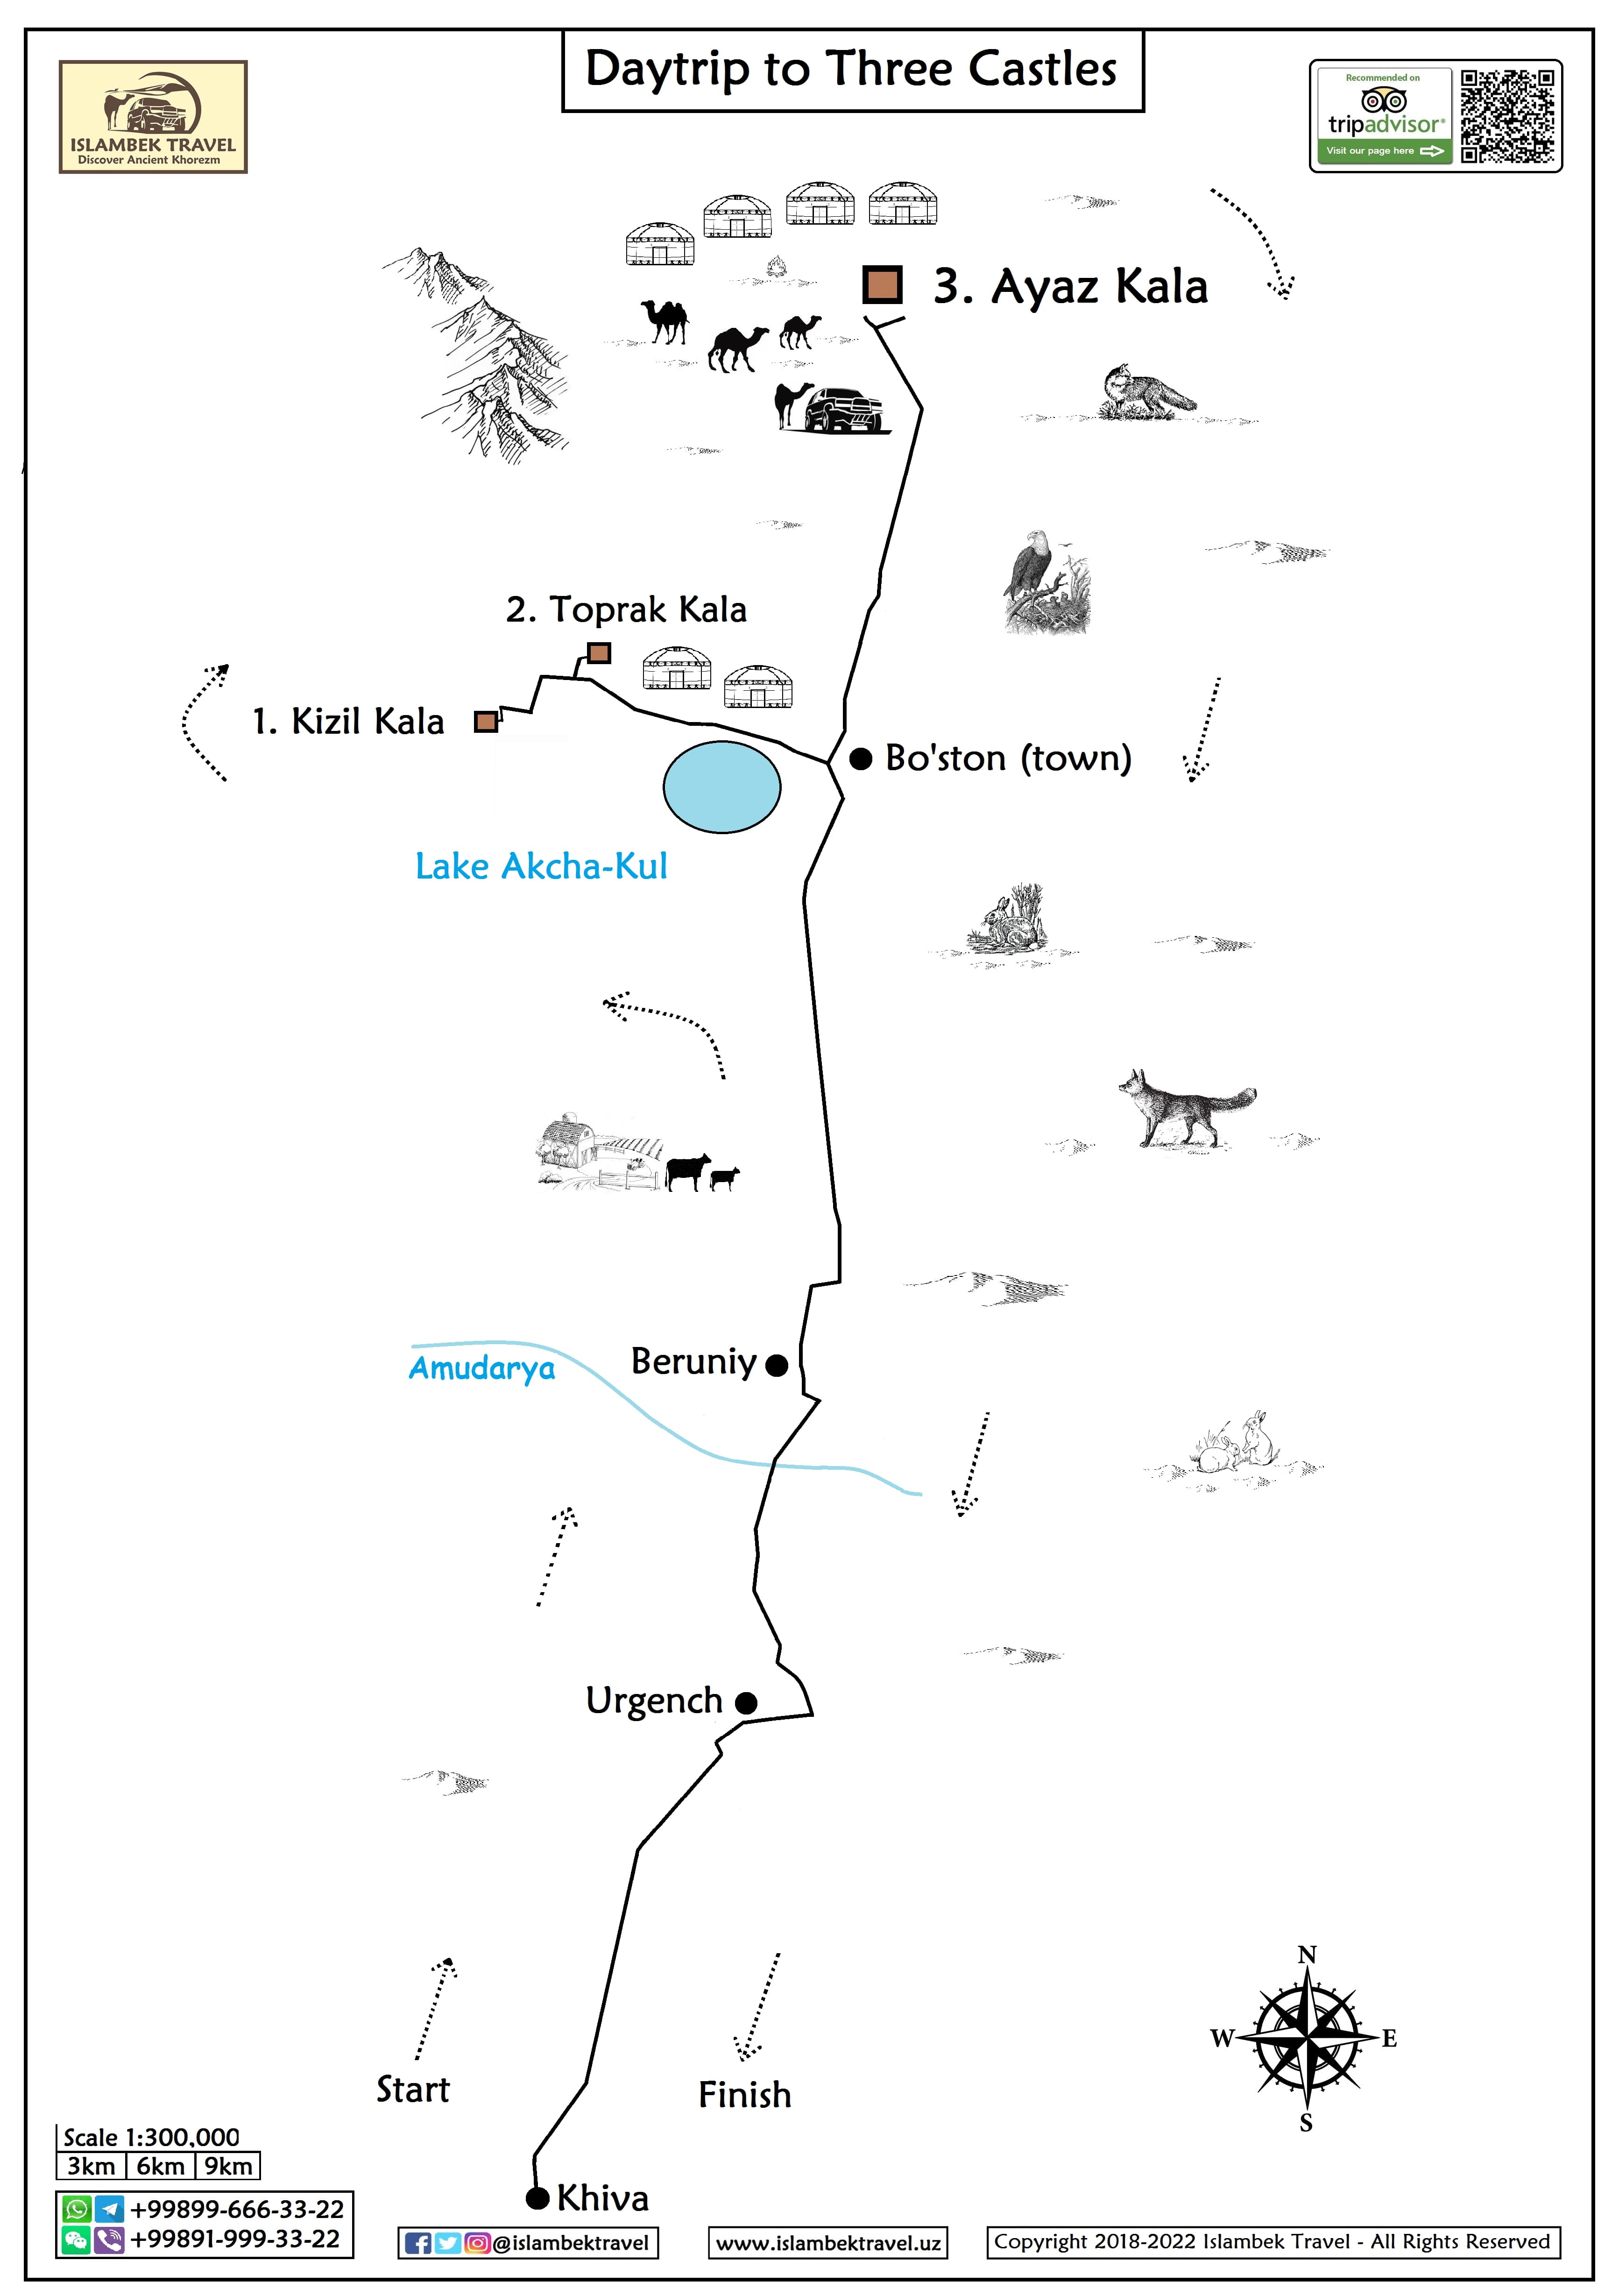 Daytrip to Three Castles
ISLAMBEK TRAVEL
Discover Ancient Khorezm
Recommended on
tripadvisor®
Visit our page here
3. Ayaz Kala
2. Toprak Kala
1. Kizil Kala
Bo'ston (town)
Lake Akcha-Kul
Beruniy
Amudarya
Urgench
N
W
E
S
Start
Finish
Scale 1:300,000
3km
6km
9km
Khiva
+99899-666-33-22
+99891-999-33-22
@islambektravel
www.islambektravel.uz
Copyright 2018-2022 Islambek Travel - All Rights Reserved